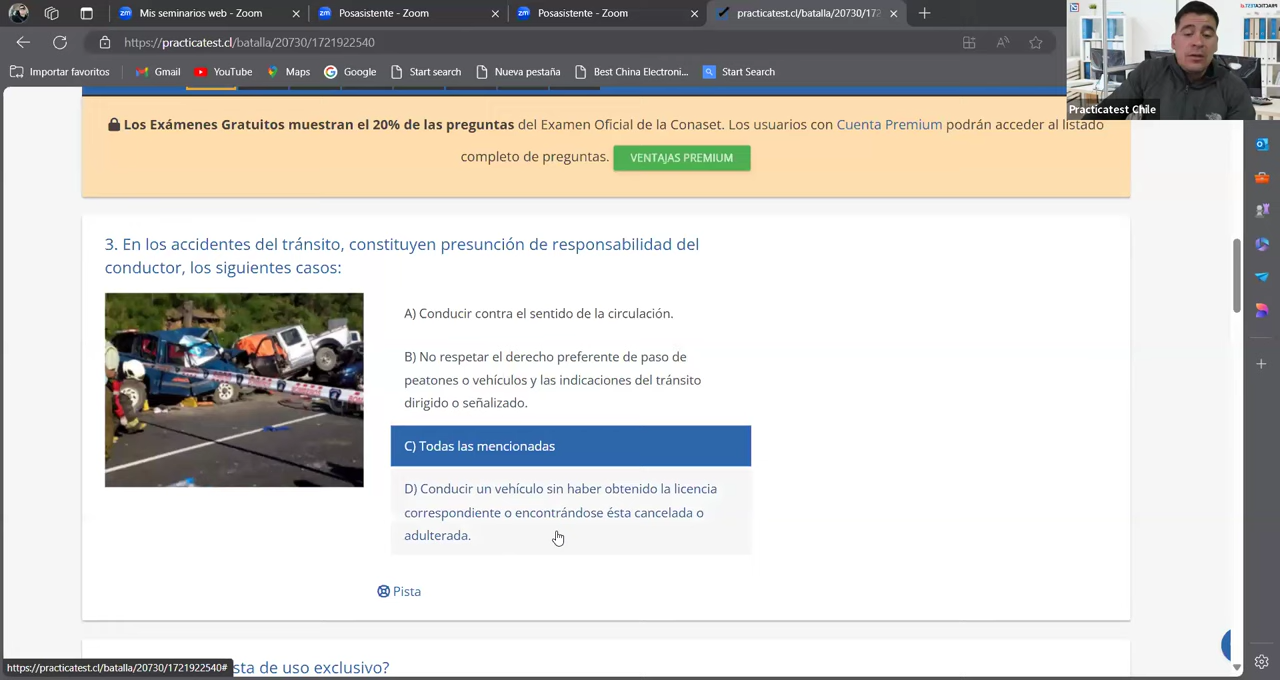 Mis seminarios web - Zoom
Posasistente - Zoom
Posasistente - Zoom
practicatest.cl/batalla/20730/172
https://practicatest.cl/batalla/20730/1721922540
Importar favoritos
Gmail
YouTube
Maps
Google
Start search
Nueva pestaña
Best China Electroni...
Start Search
Practicatest Chile
Los Exámenes Gratuitos muestran el 20% de las preguntas del Examen Oficial de la Conaset. Los usuarios con Cuenta Premium podrán acceder al listado
completo de preguntas. VENTAJAS PREMIUM
3. En los accidentes del tránsito, constituyen presunción de responsabilidad del
conductor, los siguientes casos:
A) Conducir contra el sentido de la circulación.
B) No respetar el derecho preferente de paso de
peatones o vehículos y las indicaciones del tránsito
dirigido o señalizado.
C) Todas las mencionadas
D) Conducir un vehículo sin haber obtenido la licencia
correspondiente o encontrándose ésta cancelada o
adulterada.
Pista
sta de uso exclusivo?
https://practicatest.cl/batalla/20730/1721922540#